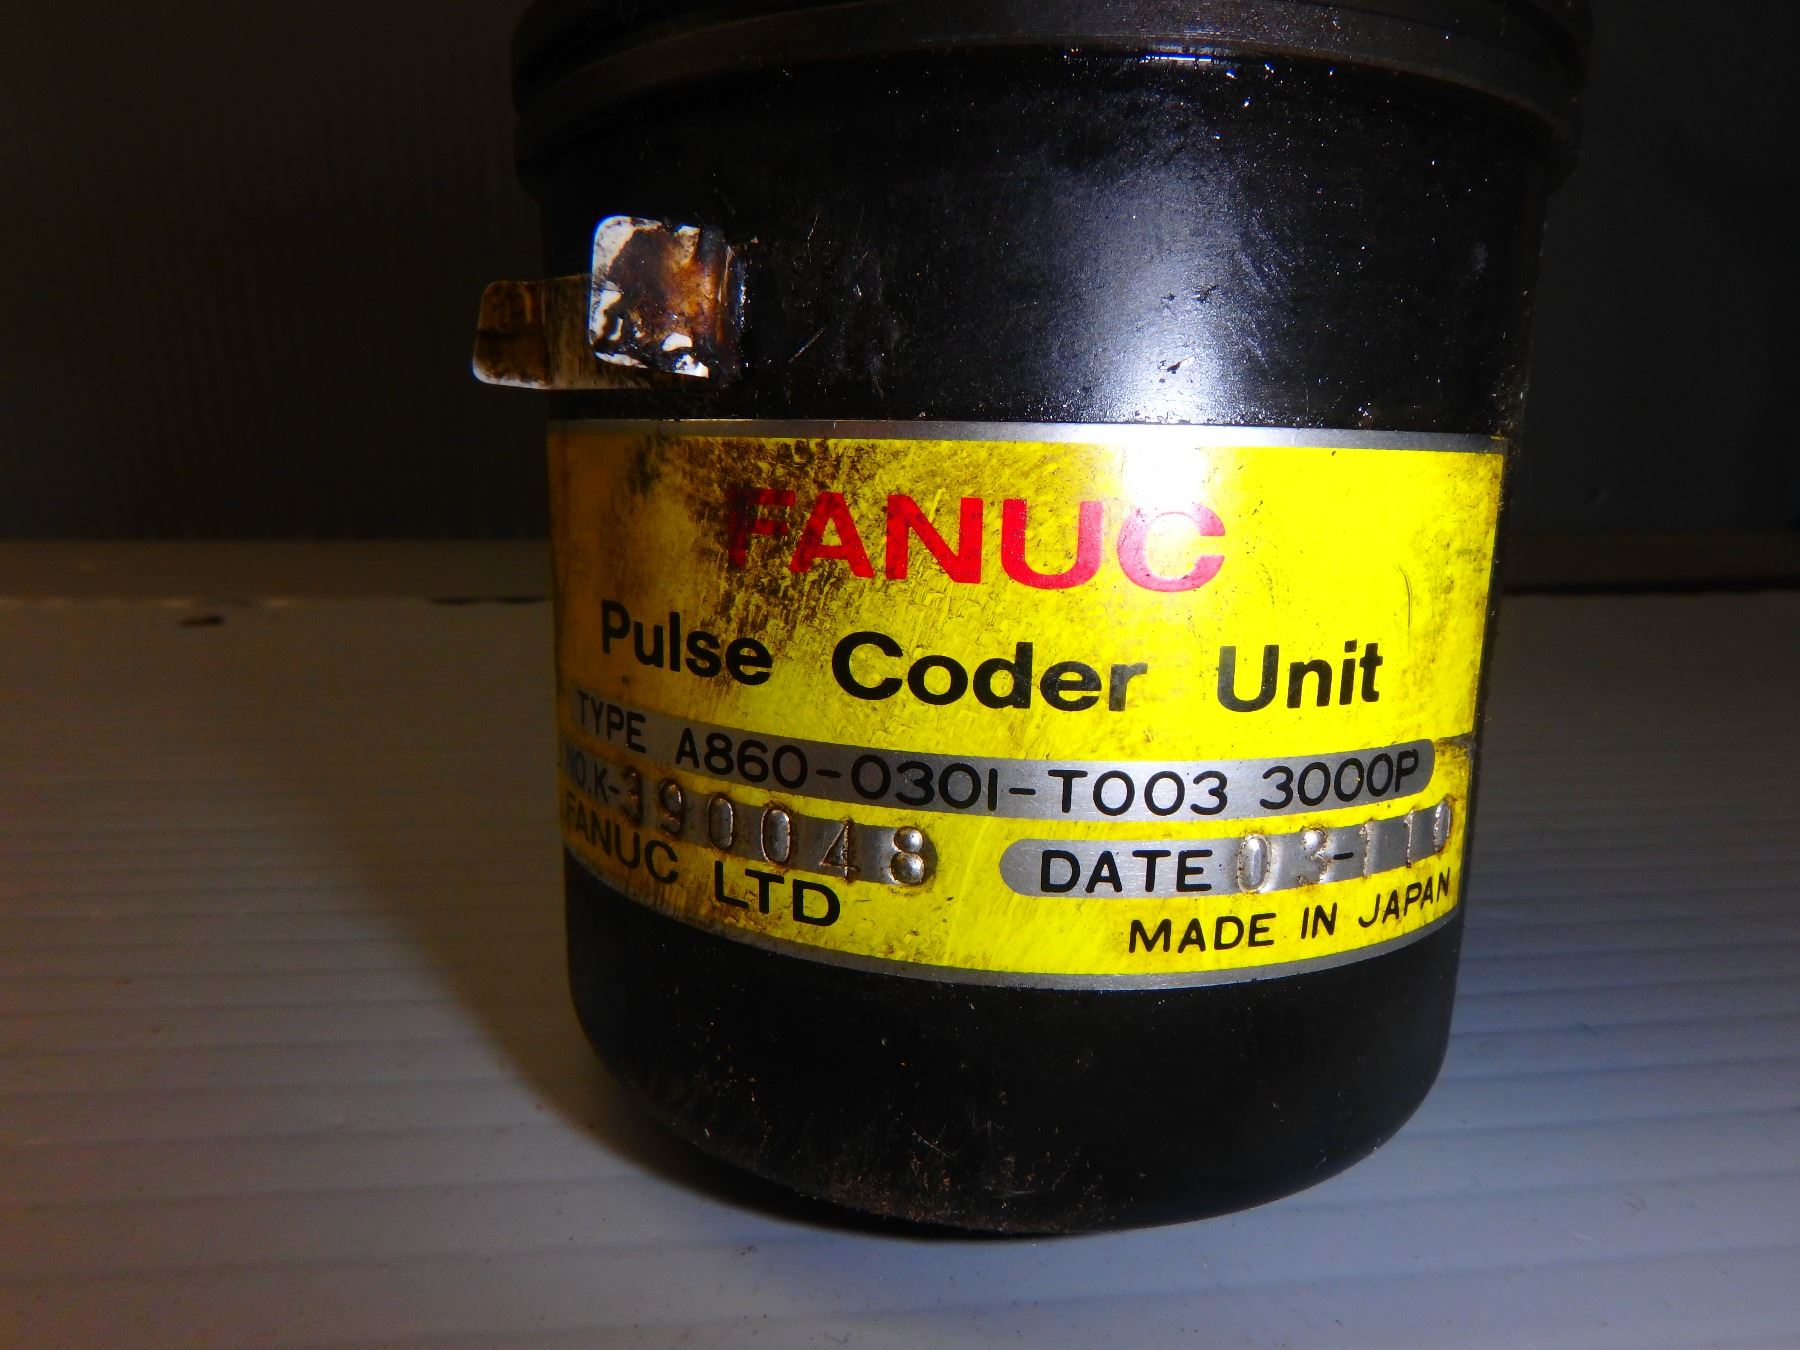 FANUC
Pulse Coder Unit
TYPE A860-0301-T003 3000P
NO.K-390048
DATE 03-110
FANUC LTD
MADE IN JAPAN